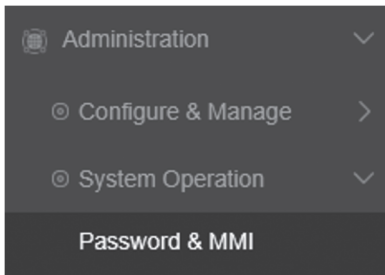 Administration
Configure & Manage
System Operation
Password & MMI